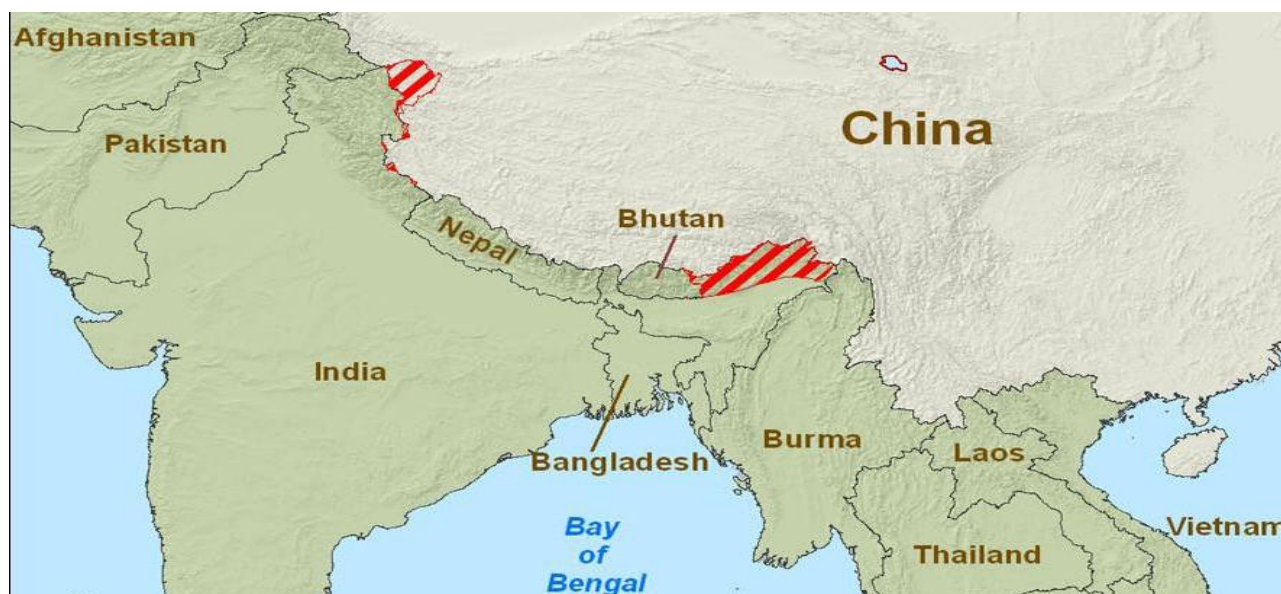 Afghanistan
China
Pakistan
Bhutan
Nepal
India
Burma
Laos
Bangladesh
Bay
of
Bengal
Vietnam
Thailand